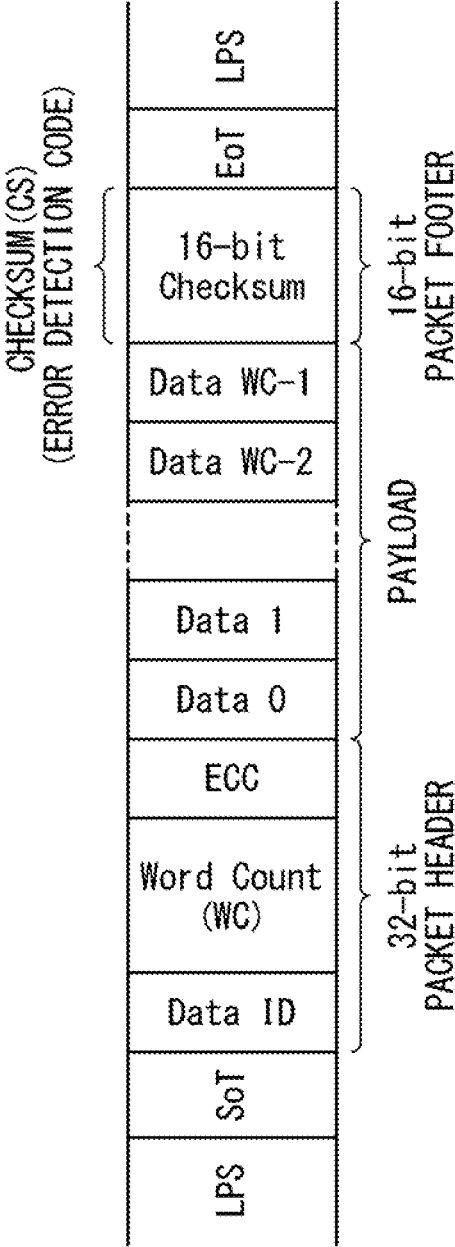 CHECKSUM(CS)
(ERROR DETECTION CODE)
LPS
EoT
16-bit
Checksum
Data WC-1
Data WC-2
Data 1
Data 0
ECC
Word Count
(WC)
Data ID
SoT
LPS
16-bit
PACKET FOOTER
PAYLOAD
32-bit
PACKET HEADER